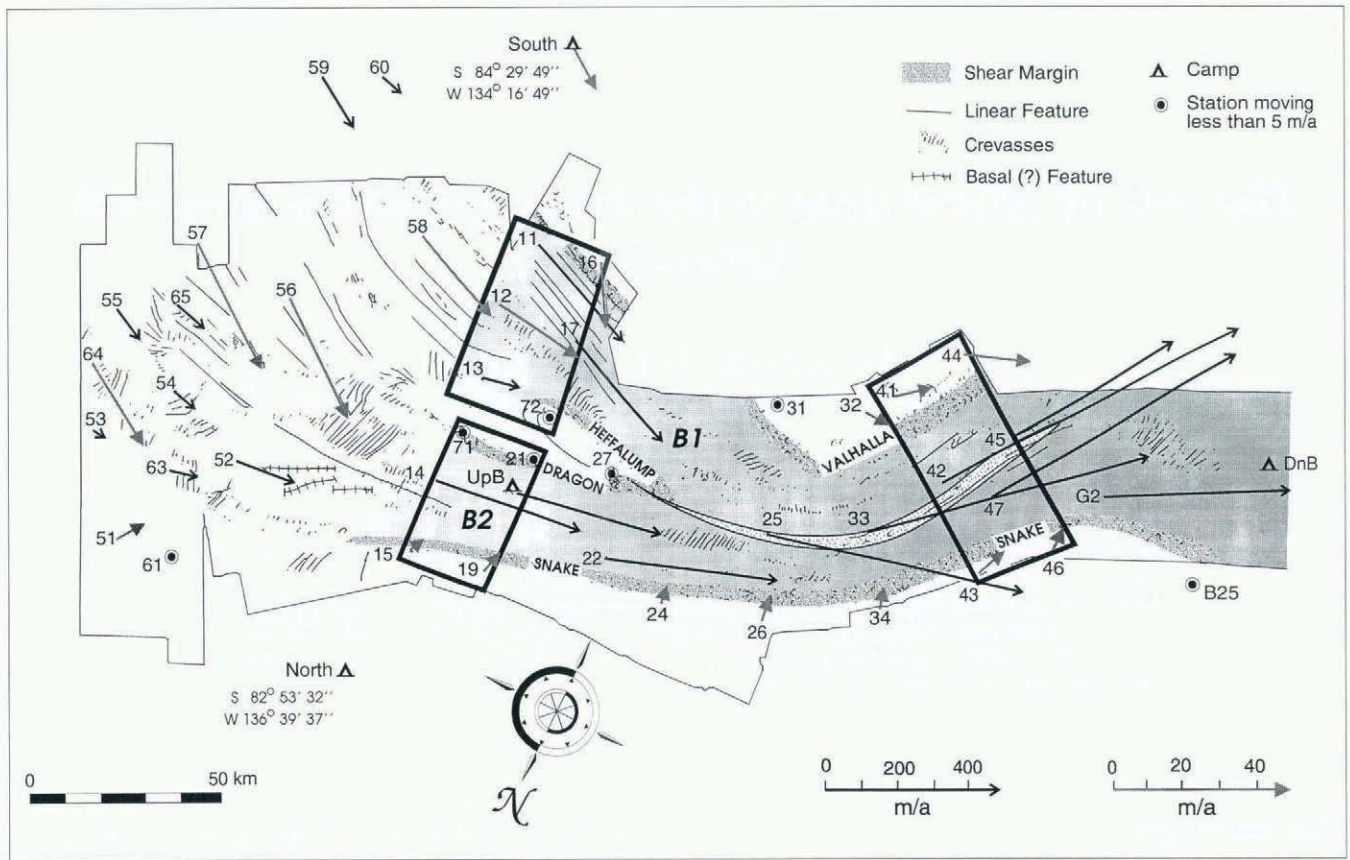 South
S 84° 29' 49''
W 134° 16' 49''
Shear Margin
Linear Feature
Crevasses
Basal (?) Feature
Camp
Station moving
less than 5 m/a
59
60
57
58
11
16
55
65
56
12
17
64
54
13
44
41
31
32
72
53
71
HEFFALUMP
B1
VALHALLA
45
63
52
14
21
DRAGON
27
42
DnB
UpB
G2
51
B2
25
33
47
61
15
19
SNAKE
22
SNAKE
46
43
B25
24
26
34
North
S 82° 53' 32''
W 136° 39' 37''
N
0 50 km
0 200 400
m/a
0 20 40
m/a